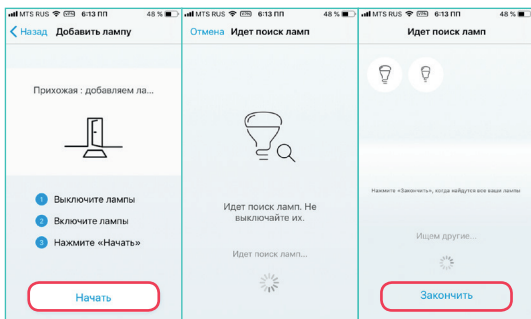 MTS RUS VPN 6:13 ПП 48 %
Назад Добавить лампу
Прихожая : добавляем ла...
1 Выключите лампы
2 Включите лампы
3 Нажмите «Начать»
Начать
MTS RUS VPN 6:13 ПП 48 %
Отмена Идет поиск ламп
Идет поиск ламп. Не
выключайте их.
Идет поиск ламп...
MTS RUS VPN 6:13 ПП 48 %
Идет поиск ламп
Нажмите «Закончить», когда найдутся все ваши лампы
Ищем другие...
Закончить